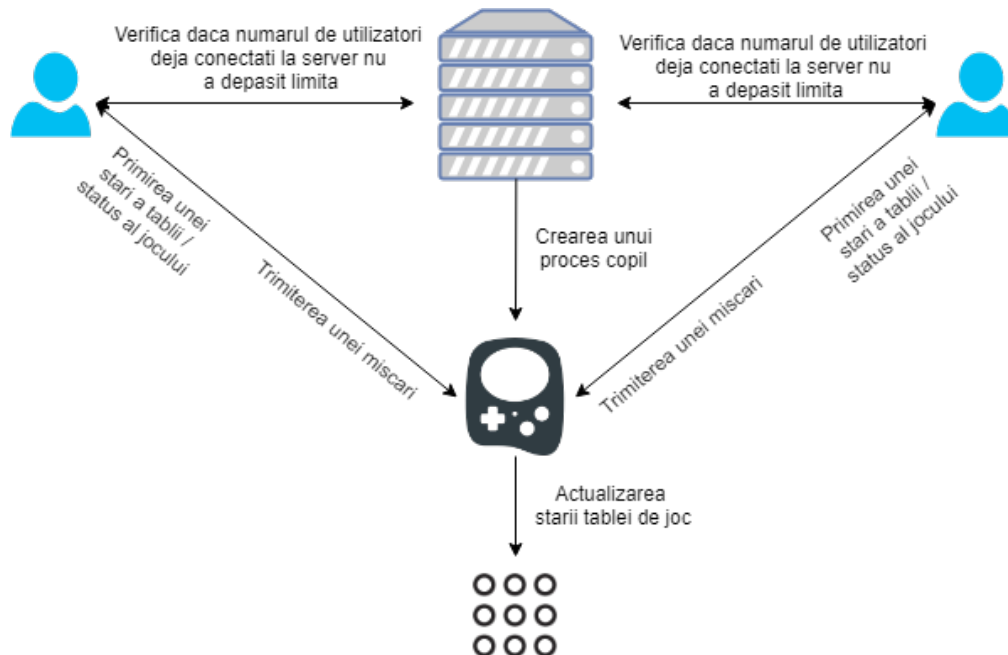 Verifica daca numarul de utilizatori
deja conectati la server nu
a depasit limita
Verifica daca numarul de utilizatori
deja conectati la server nu
a depasit limita
Primirea unei
stari a tablii /
status al jocului
Trimiterea unei miscari
Crearea unui
proces copil
Primirea unei
stari a tablii /
status al jocului
Trimiterea unei miscari
Actualizarea
starii tablei de joc